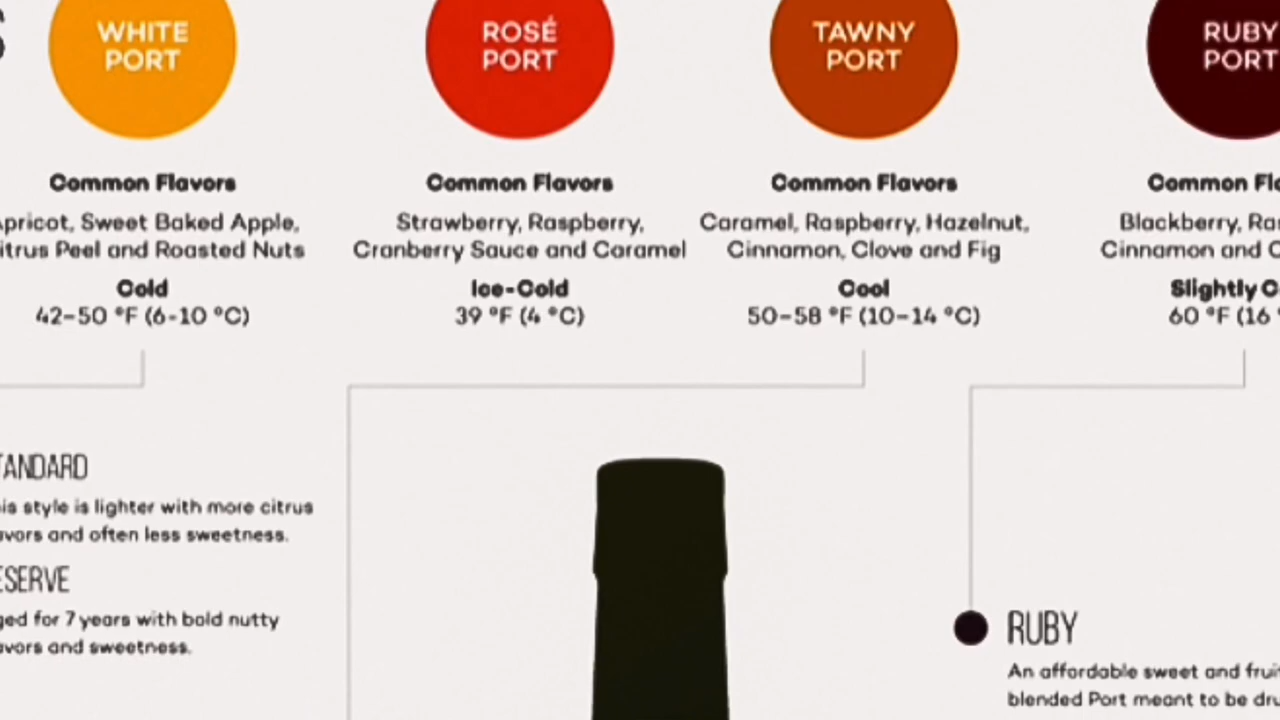 WHITE
PORT
ROSÉ
PORT
TAWNY
PORT
RUBY
PORT
Common Flavors
Sweet Baked Apple,
Peel and Roasted Nuts
Cold
42–50 °F (6-10 °C)
Common Flavors
Strawberry, Raspberry,
Cranberry Sauce and Caramel
Ice-Cold
39 °F (4 °C)
Common Flavors
Caramel, Raspberry, Hazelnut,
Cinnamon, Clove and Fig
Cool
50–58 °F (10–14 °C)
Common
Blackberry,
Cinnamon and
Slightly
60 °F (16
style is lighter with more citrus
and often less sweetness.
for 7 years with bold nutty
and sweetness.
RUBY
An affordable sweet and
blended Port meant to be